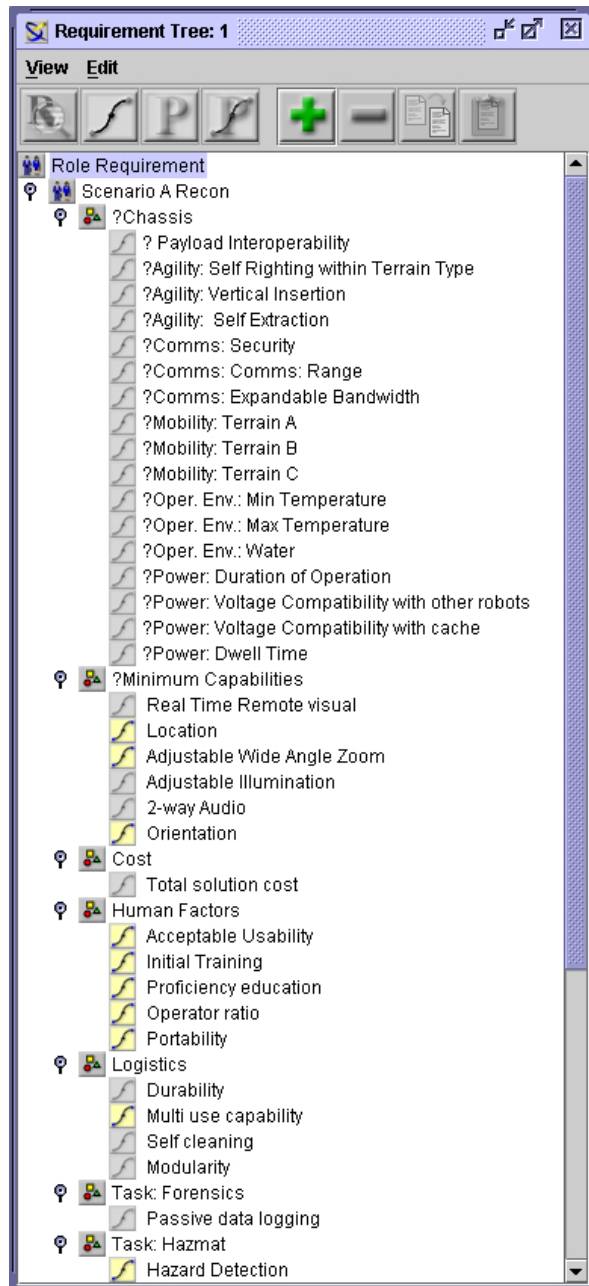 Requirement Tree: 1
View Edit
P P
Role Requirement
Scenario A Recon
?Chassis
? Payload Interoperability
?Agility: Self Righting within Terrain Type
?Agility: Vertical Insertion
?Agility:  Self Extraction
?Comms: Security
?Comms: Comms: Range
?Comms: Expandable Bandwidth
?Mobility: Terrain A
?Mobility: Terrain B
?Mobility: Terrain C
?Oper. Env.: Min Temperature
?Oper. Env.: Max Temperature
?Oper. Env.: Water
?Power: Duration of Operation
?Power: Voltage Compatibility with other robots
?Power: Voltage Compatibility with cache
?Power: Dwell Time
?Minimum Capabilities
Real Time Remote visual
Location
Adjustable Wide Angle Zoom
Adjustable Illumination
2-way Audio
Orientation
Cost
Total solution cost
Human Factors
Acceptable Usability
Initial Training
Proficiency education
Operator ratio
Portability
Logistics
Durability
Multi use capability
Self cleaning
Modularity
Task: Forensics
Passive data logging
Task: Hazmat
Hazard Detection